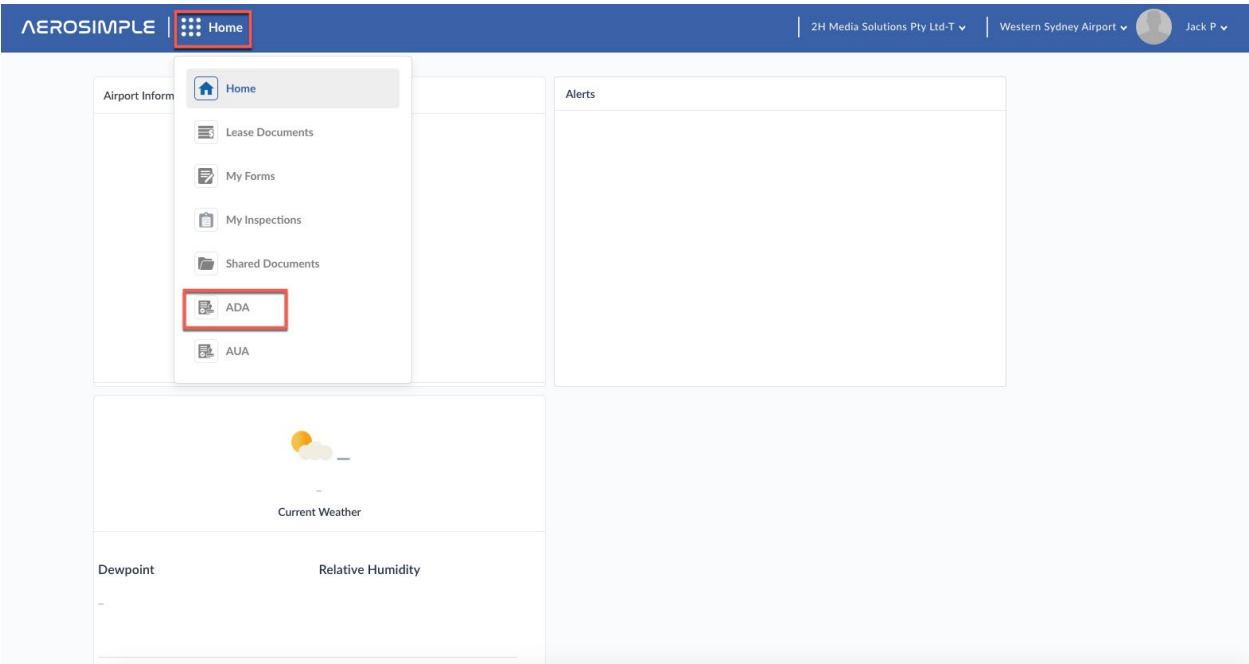 AEROSIMPLE Home 2H Media Solutions Pty Ltd-T Western Sydney Airport Jack P
Airport Inform
Home
Lease Documents
My Forms
My Inspections
Shared Documents
ADA
AUA
Alerts
–
–
Current Weather
Dewpoint Relative Humidity
–